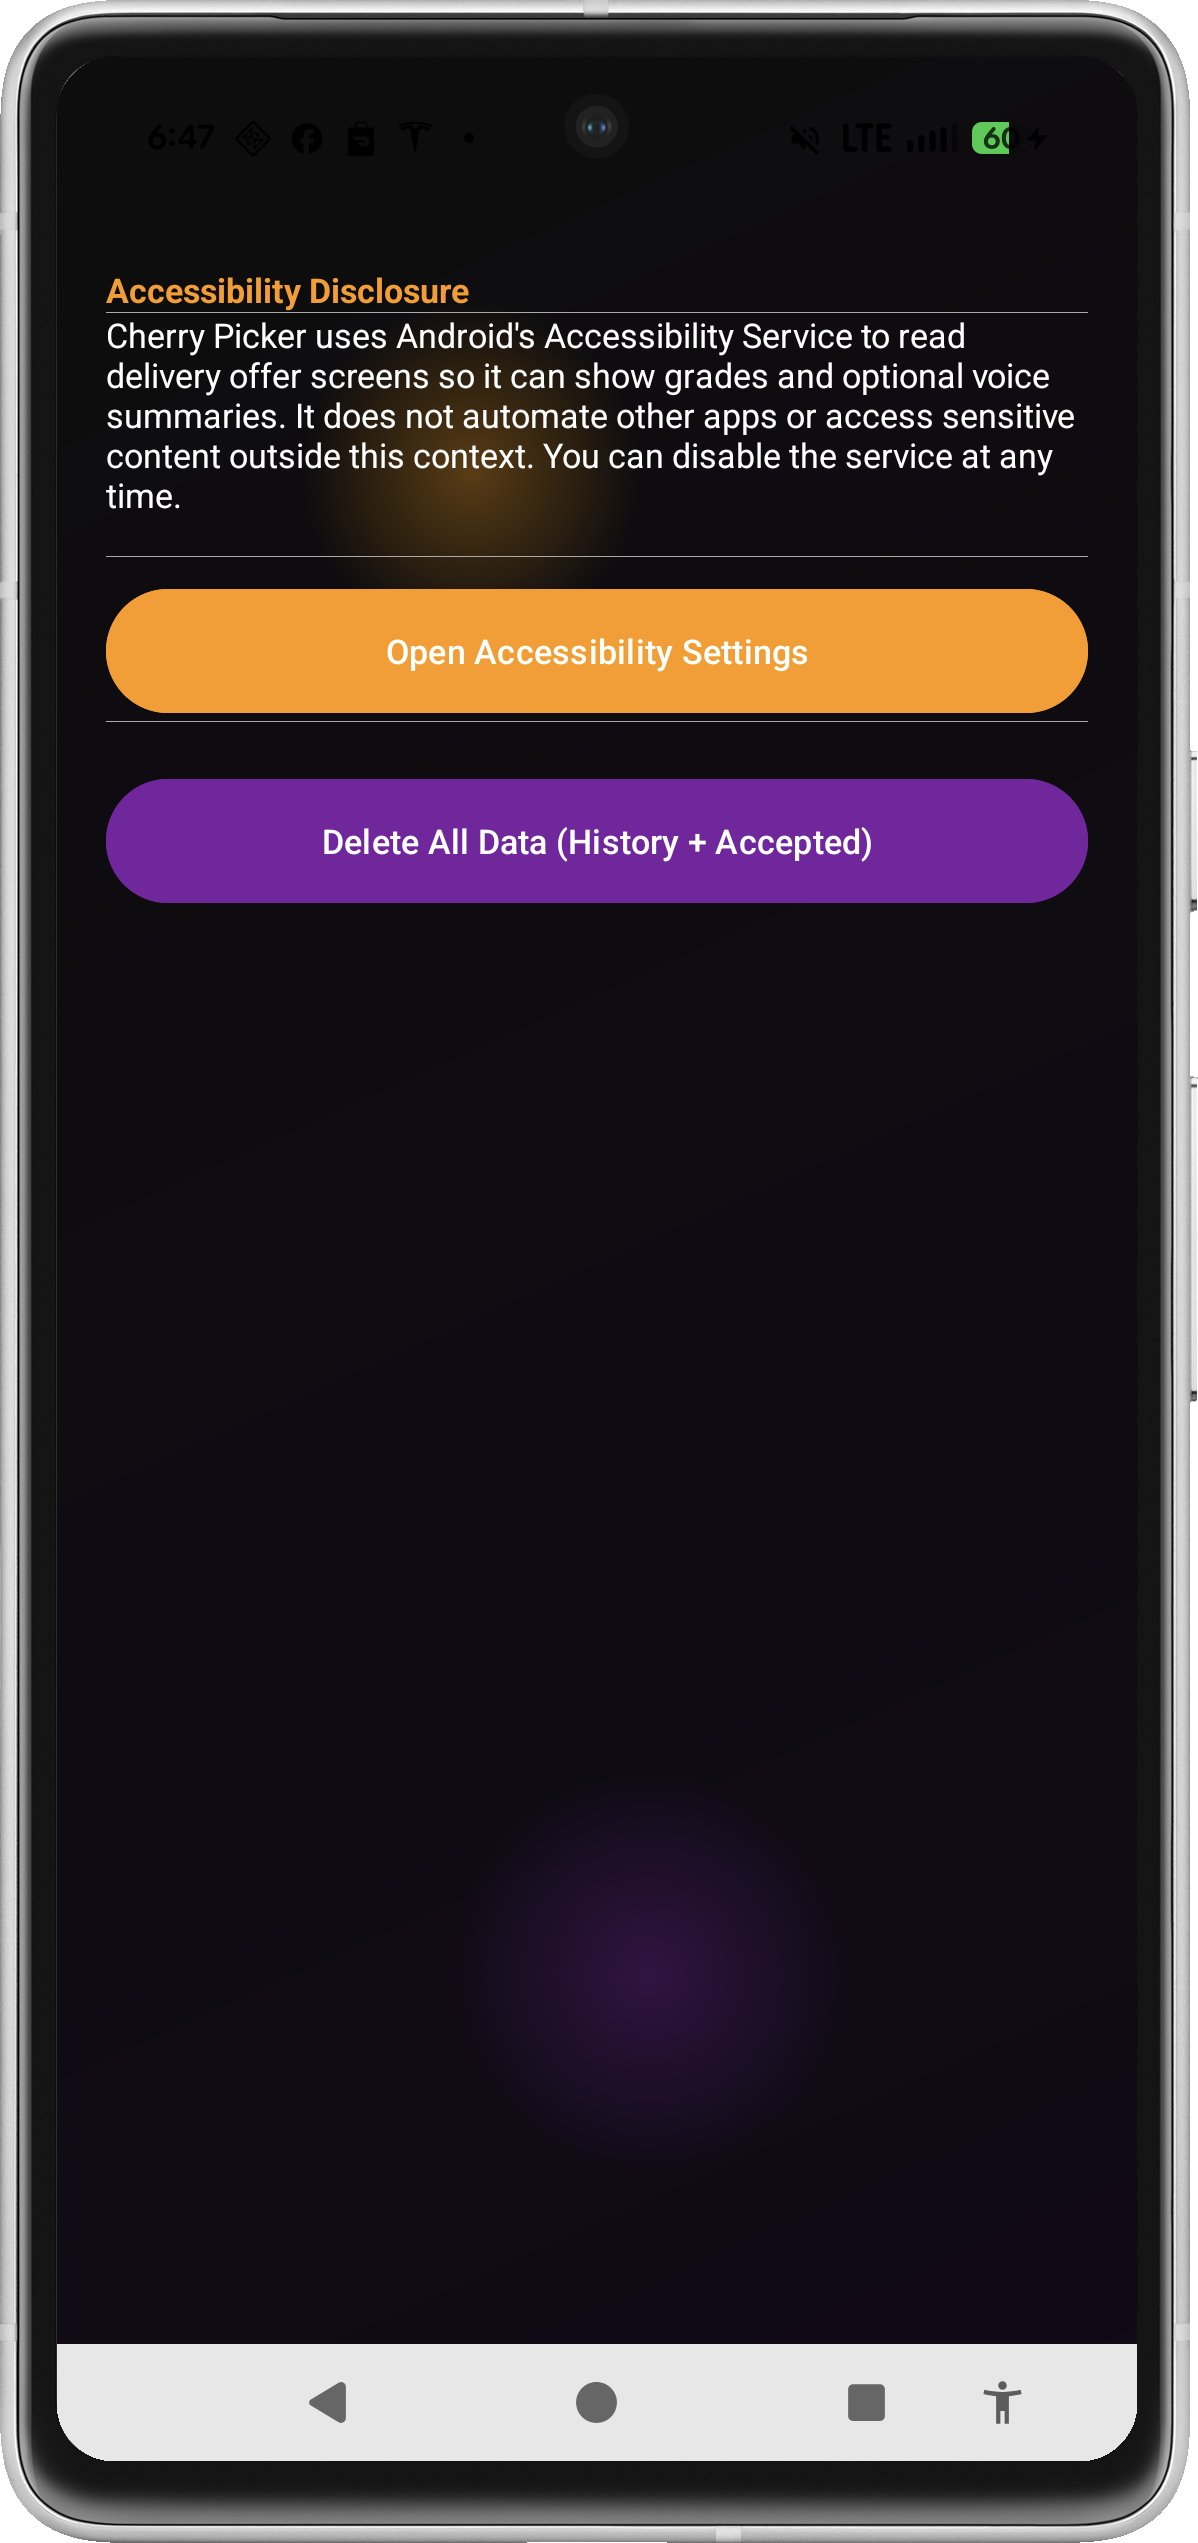 6:47
LTE
60
Accessibility Disclosure
Cherry Picker uses Android's Accessibility Service to read
delivery offer screens so it can show grades and optional voice
summaries. It does not automate other apps or access sensitive
content outside this context. You can disable the service at any
time.
Open Accessibility Settings
Delete All Data (History + Accepted)